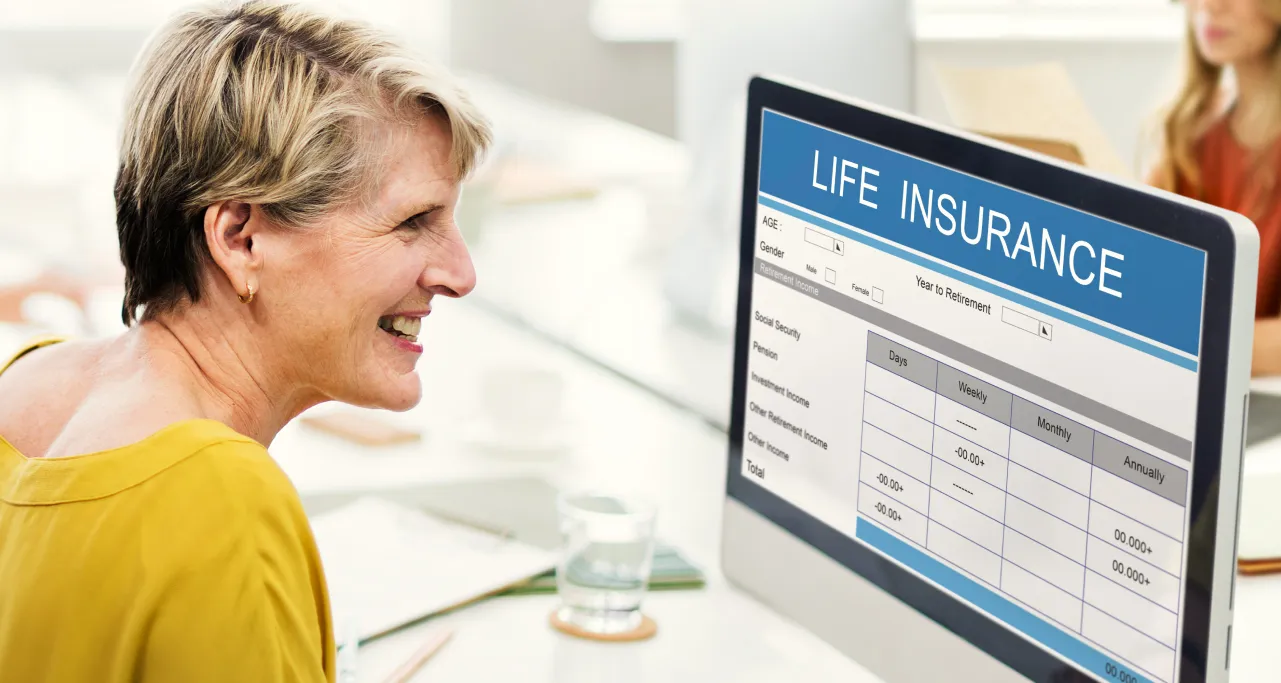 LIFE INSURANCE
AGE :
Gender
Male
Female
Year to Retirement
Retirement Income
Days
Weekly
Monthly
Annually
Social Security
-------
Pension
-00.00+
Investment Income
-------
Other Retirement Income
-00.00+
00.000+
Other Income
-00.00+
00.000+
Total
00.000